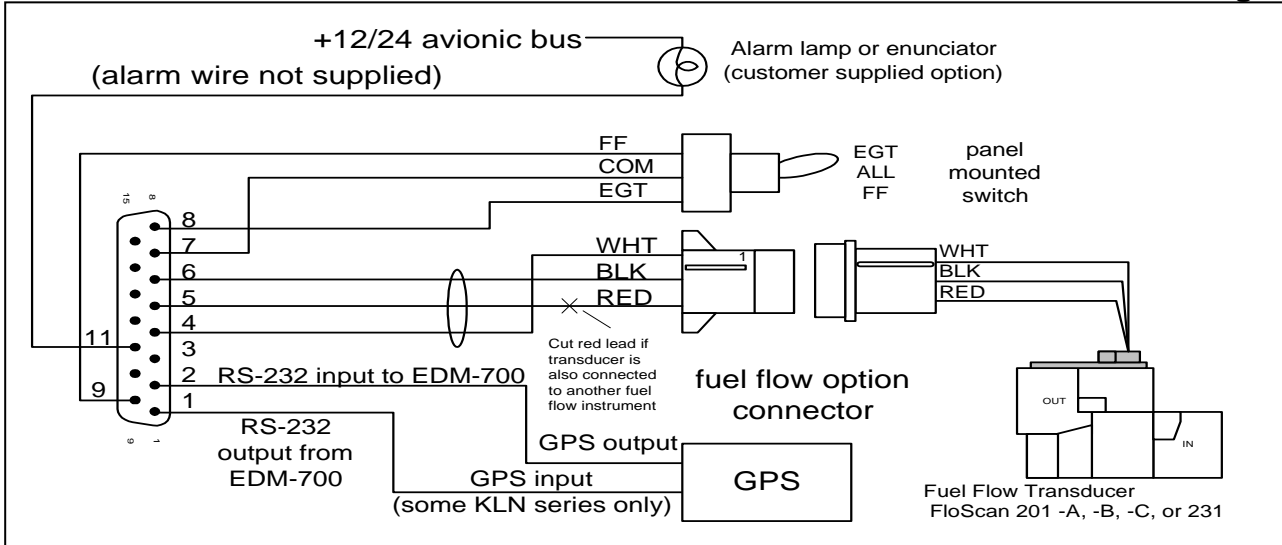 +12/24 avionic bus
(alarm wire not supplied)
Alarm lamp or enunciator
(customer supplied option)
FF
COM
EGT
EGT
ALL
FF
panel
mounted
switch
15
8
8
7
6
5
4
3
2
1
11
9
9
1
WHT
BLK
RED
1
WHT
BLK
RED
Cut red lead if
transducer is
also connected
to another fuel
flow instrument
fuel flow option
connector
RS-232 input to EDM-700
RS-232
output from
EDM-700
GPS output
GPS input
(some KLN series only)
GPS
OUT
IN
Fuel Flow Transducer
FloScan 201 -A, -B, -C, or 231